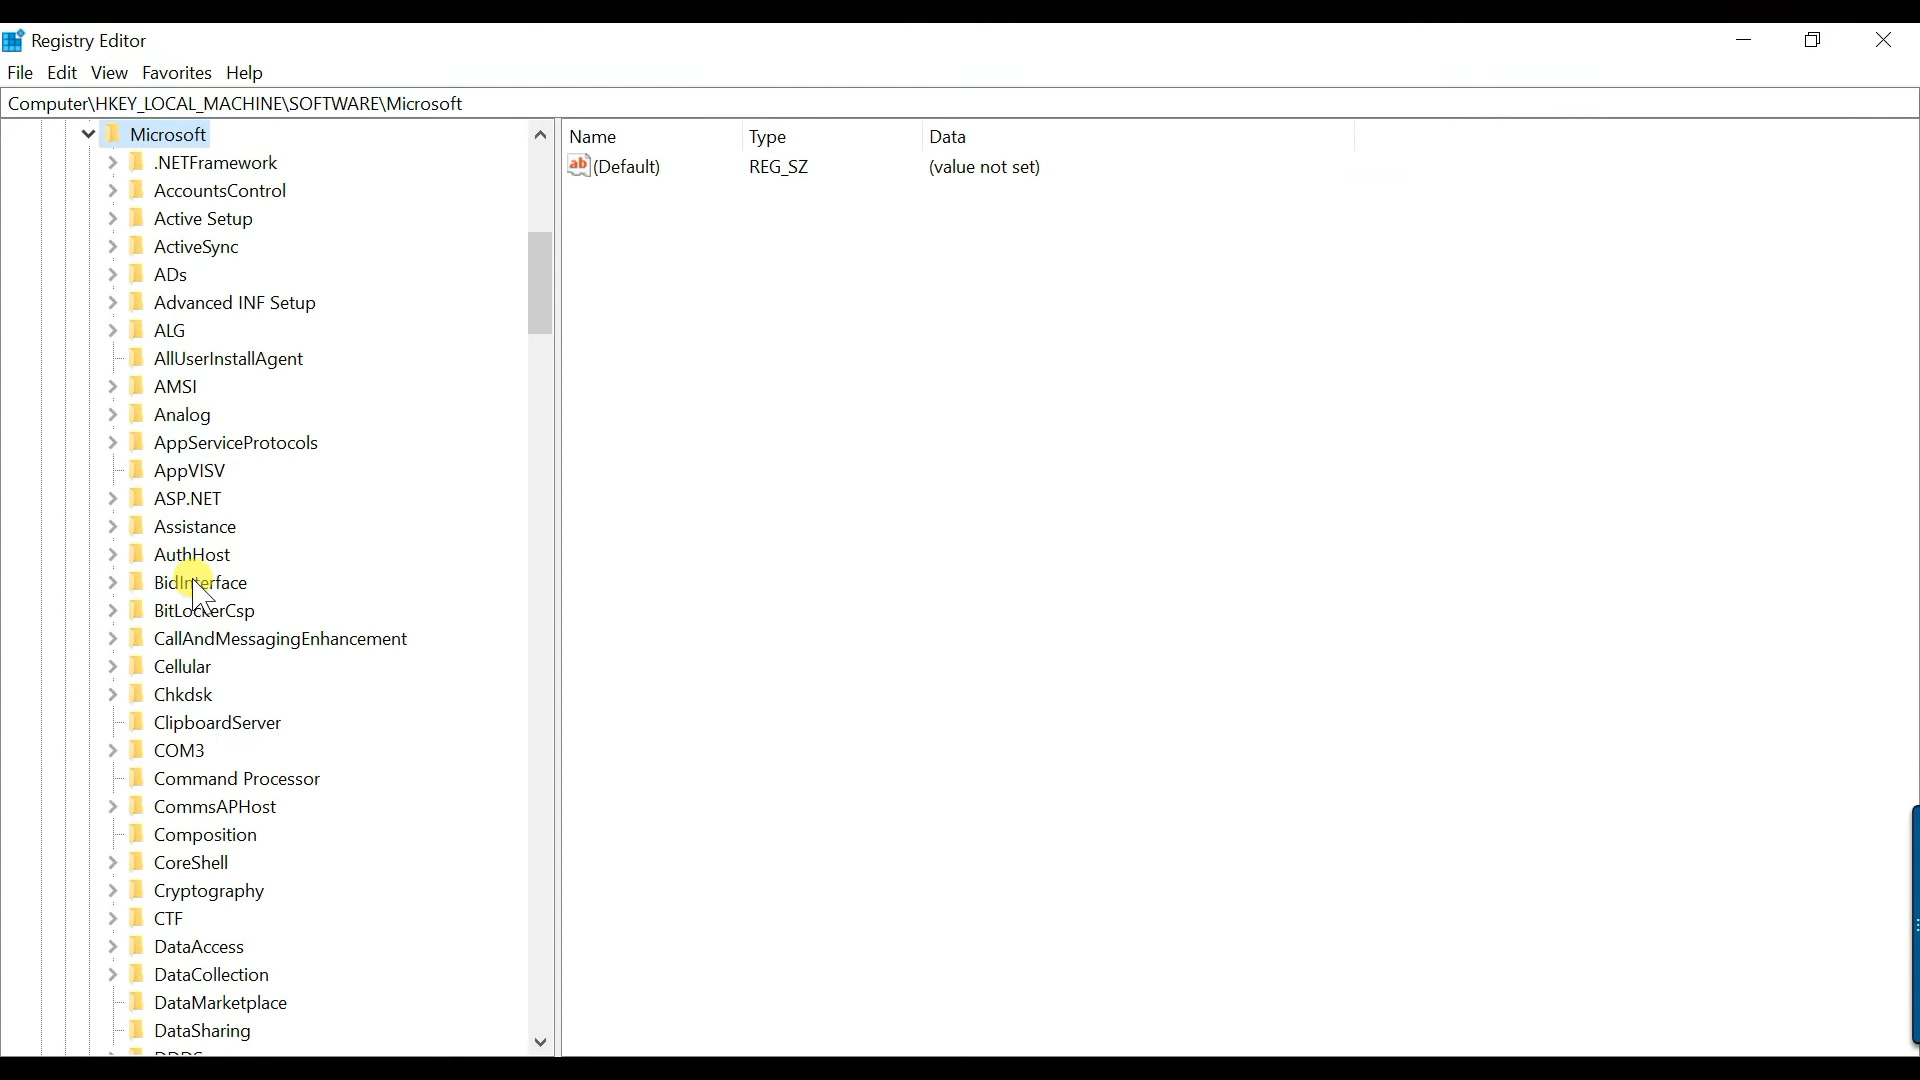 Registry Editor
File Edit View Favorites Help
Computer\HKEY_LOCAL_MACHINE\SOFTWARE\Microsoft
Microsoft
.NETFramework
AccountsControl
Active Setup
ActiveSync
ADs
Advanced INF Setup
ALG
AllUserInstallAgent
AMSI
Analog
AppServiceProtocols
AppVISV
ASP.NET
Assistance
AuthHost
BidInterface
BitLockerCsp
CallAndMessagingEnhancement
Cellular
Chkdsk
ClipboardServer
COM3
Command Processor
CommsAPHost
Composition
CoreShell
Cryptography
CTF
DataAccess
DataCollection
DataMarketplace
DataSharing
Name Type Data
ab (Default) REG_SZ (value not set)